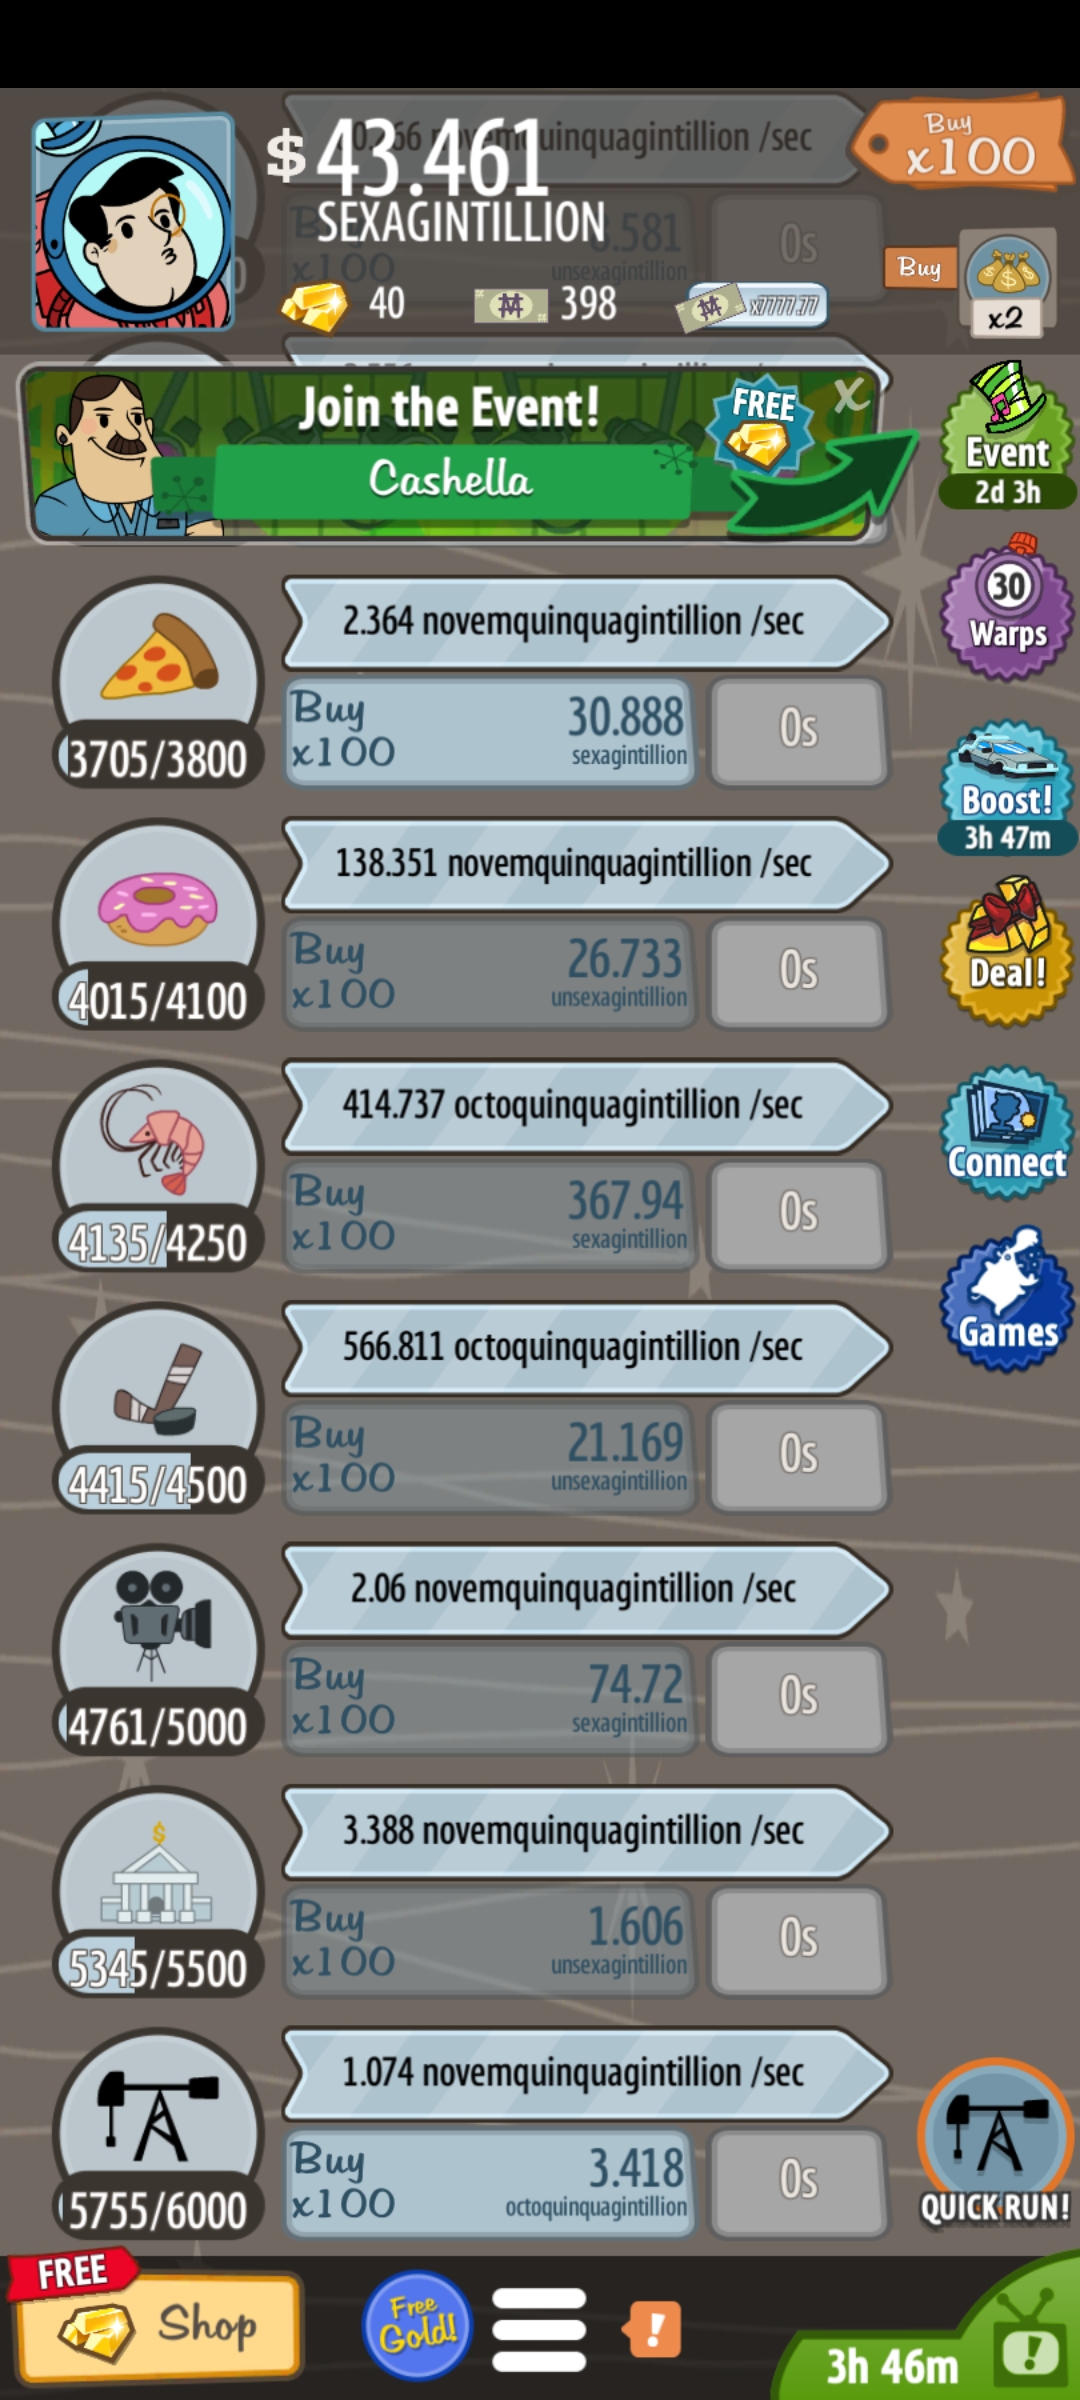 $ 43.461
SEXAGINTILLION
40
398
x7777.77
Buy
x100
Buy
x2
Buy
x100
unsexagintillion
0s
Join the Event!
Cashella
FREE
X
Event
2d 3h
30
Warps
2.364 novemquinquagintillion /sec
Buy
x100
30.888
sexagintillion
0s
3705/3800
Boost!
3h 47m
138.351 novemquinquagintillion /sec
Buy
x100
26.733
unsexagintillion
0s
4015/4100
Deal!
414.737 octoquinquagintillion /sec
Buy
x100
367.94
sexagintillion
0s
4135/4250
Connect
Games
566.811 octoquinquagintillion /sec
Buy
x100
21.169
unsexagintillion
0s
4415/4500
2.06 novemquinquagintillion /sec
Buy
x100
74.72
sexagintillion
0s
4761/5000
$
3.388 novemquinquagintillion /sec
Buy
x100
1.606
unsexagintillion
0s
5345/5500
1.074 novemquinquagintillion /sec
Buy
x100
3.418
octoquinquagintillion
0s
5755/6000
QUICK RUN!
FREE
Shop
Free
Gold!
!
3h 46m
!